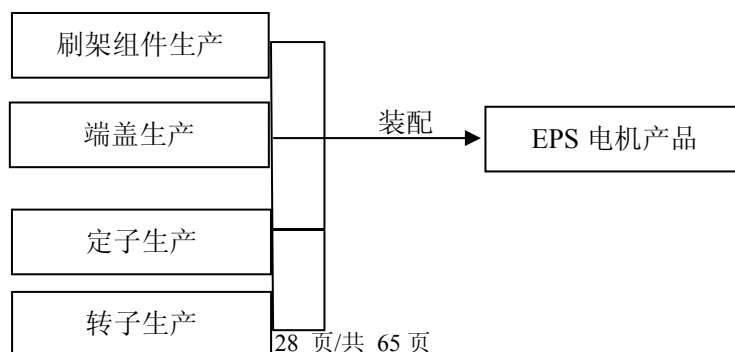 刷架组件生产
端盖生产
装配
EPS 电机产品
定子生产
转子生产
28 页/共 65 页